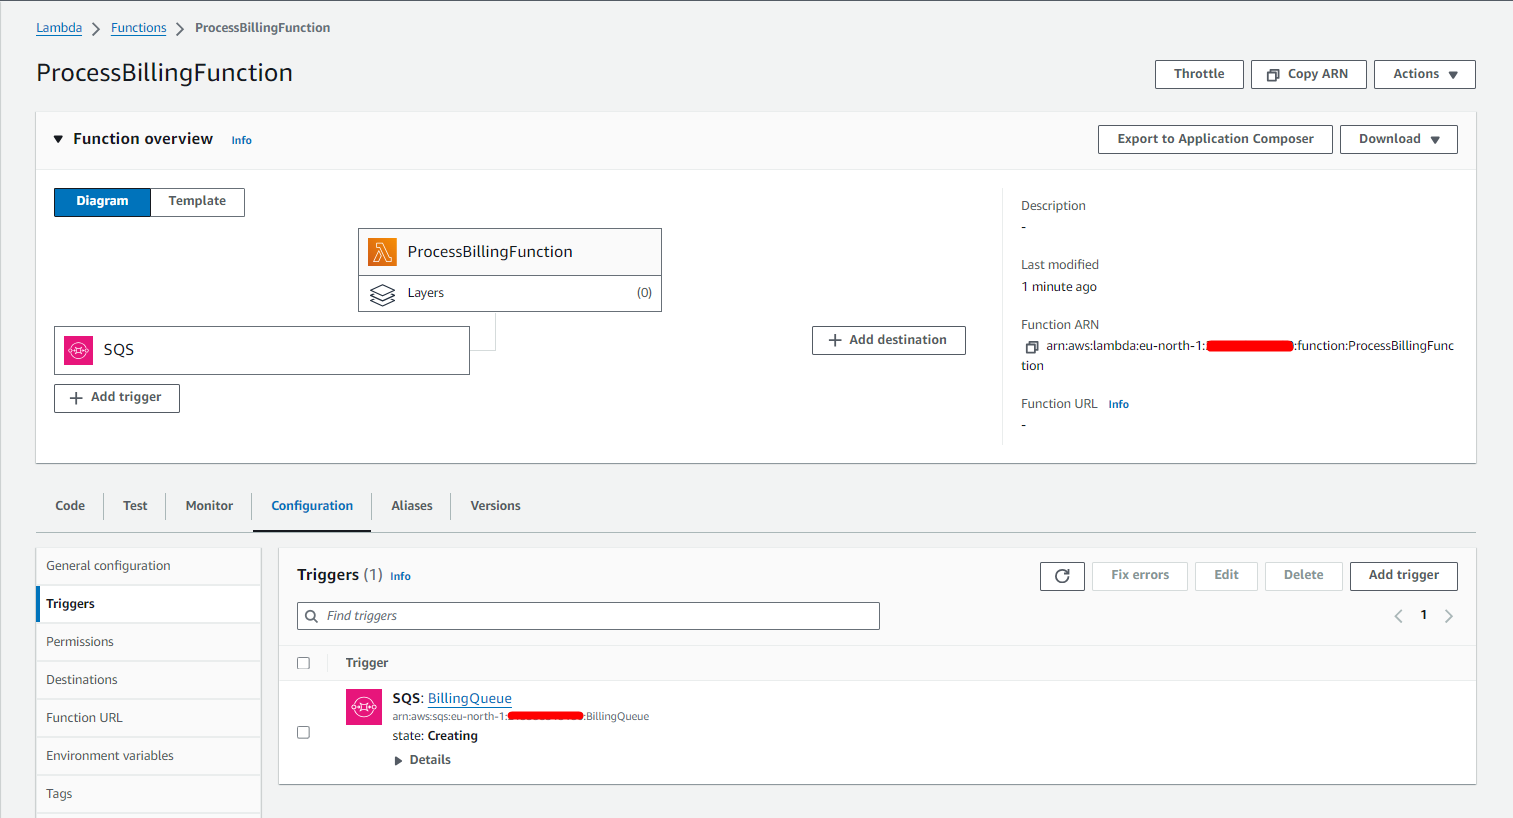 Lambda > Functions > ProcessBillingFunction
ProcessBillingFunction
Throttle
Copy ARN
Actions
Function overview Info
Export to Application Composer
Download
Diagram
Template
ProcessBillingFunction
Layers (0)
SQS
Add trigger
Add destination
Description
-
Last modified
1 minute ago
Function ARN
arn:aws:lambda:eu-north-1: :function:ProcessBillingFunc
tion
Function URL Info
-
Code
Test
Monitor
Configuration
Aliases
Versions
General configuration
Triggers
Permissions
Destinations
Function URL
Environment variables
Tags
Triggers (1) Info
Fix errors
Edit
Delete
Add trigger
Find triggers
1
Trigger
SQS: BillingQueue
arn:aws:sqs:eu-north-1: :BillingQueue
state: Creating
Details